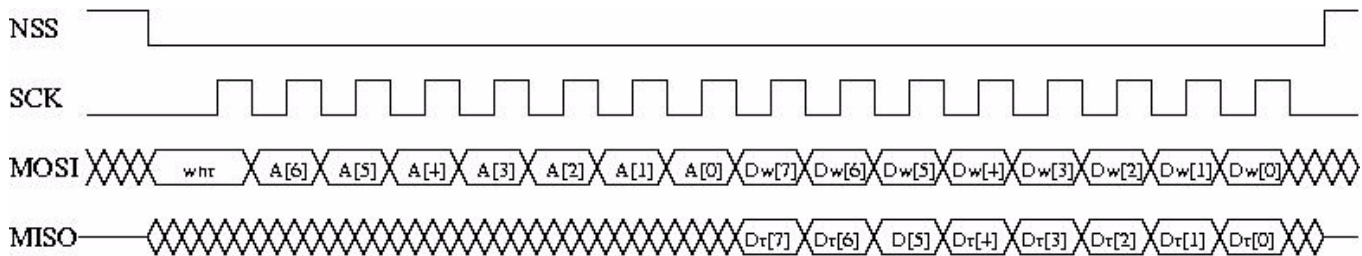 NSS
SCK
MOSI whr A[6] A[5] A[4] A[3] A[2] A[1] A[0] Dw[7] Dw[6] Dw[5] Dw[4] Dw[3] Dw[2] Dw[1] Dw[0]
MISO Dr[7] Dr[6] D[5] Dr[4] Dr[3] Dr[2] Dr[1] Dr[0]